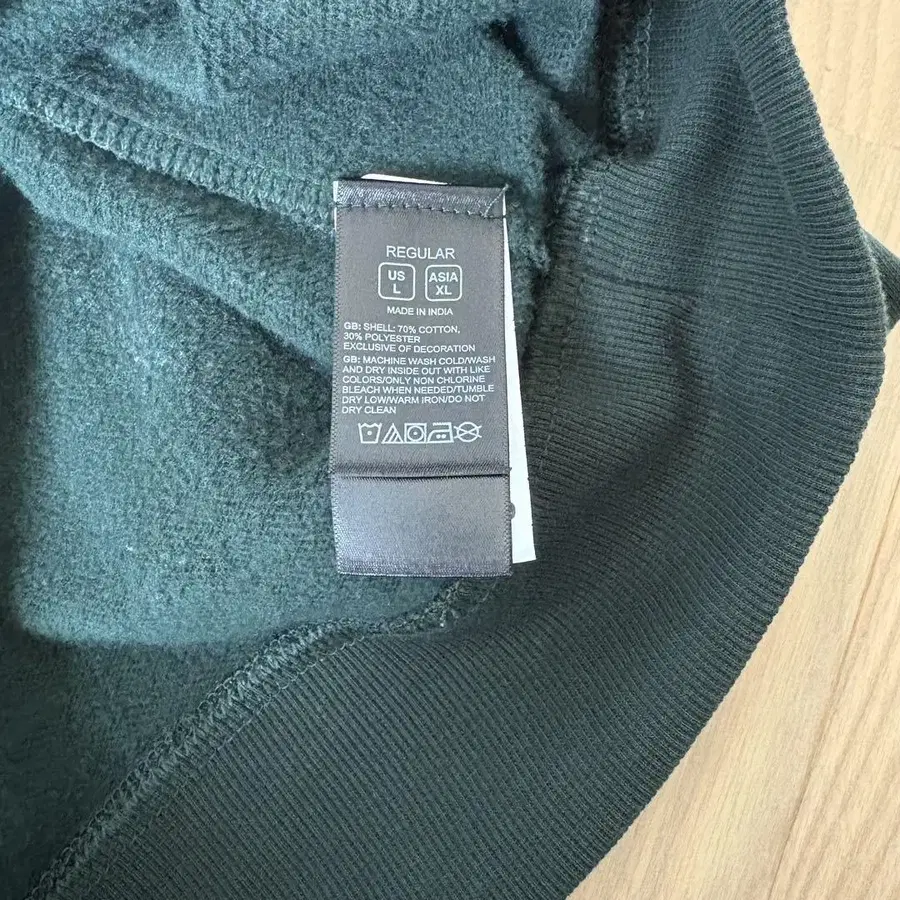 REGULAR
US ASIA
L XL
MADE IN INDIA
GB: SHELL: 70% COTTON,
30% POLYESTER
EXCLUSIVE OF DECORATION
GB: MACHINE WASH COLD/WASH
AND DRY INSIDE OUT WITH LIKE
COLORS/ONLY NON CHLORINE
BLEACH WHEN NEEDED/TUMBLE
DRY LOW/WARM IRON/DO NOT
DRY CLEAN